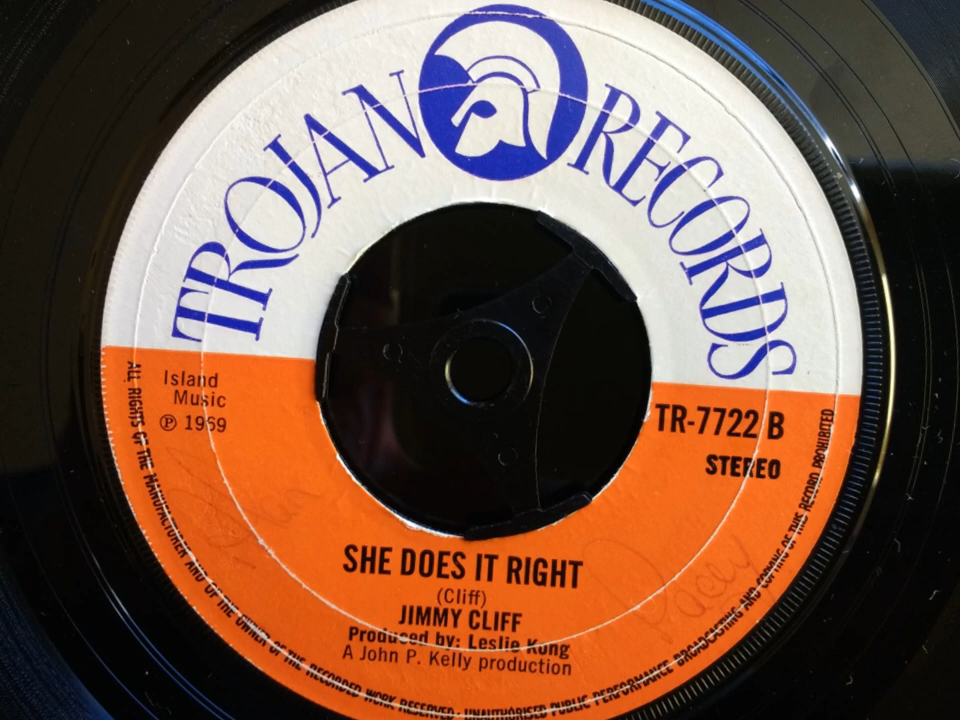 TROJAN RECORDS
Island
Music
℗ 1969
TR-7722 B
STEREO
SHE DOES IT RIGHT
(Cliff)
JIMMY CLIFF
Produced by: Leslie Kong
A John P. Kelly production
ALL RIGHTS OF THE MANUFACTURER AND OF THE OWNER OF THE RECORDED WORK RESERVED · UNAUTHORISED PUBLIC PERFORMANCE BROADCASTING AND COPYING OF THIS RECORD PROHIBITED
Pacey